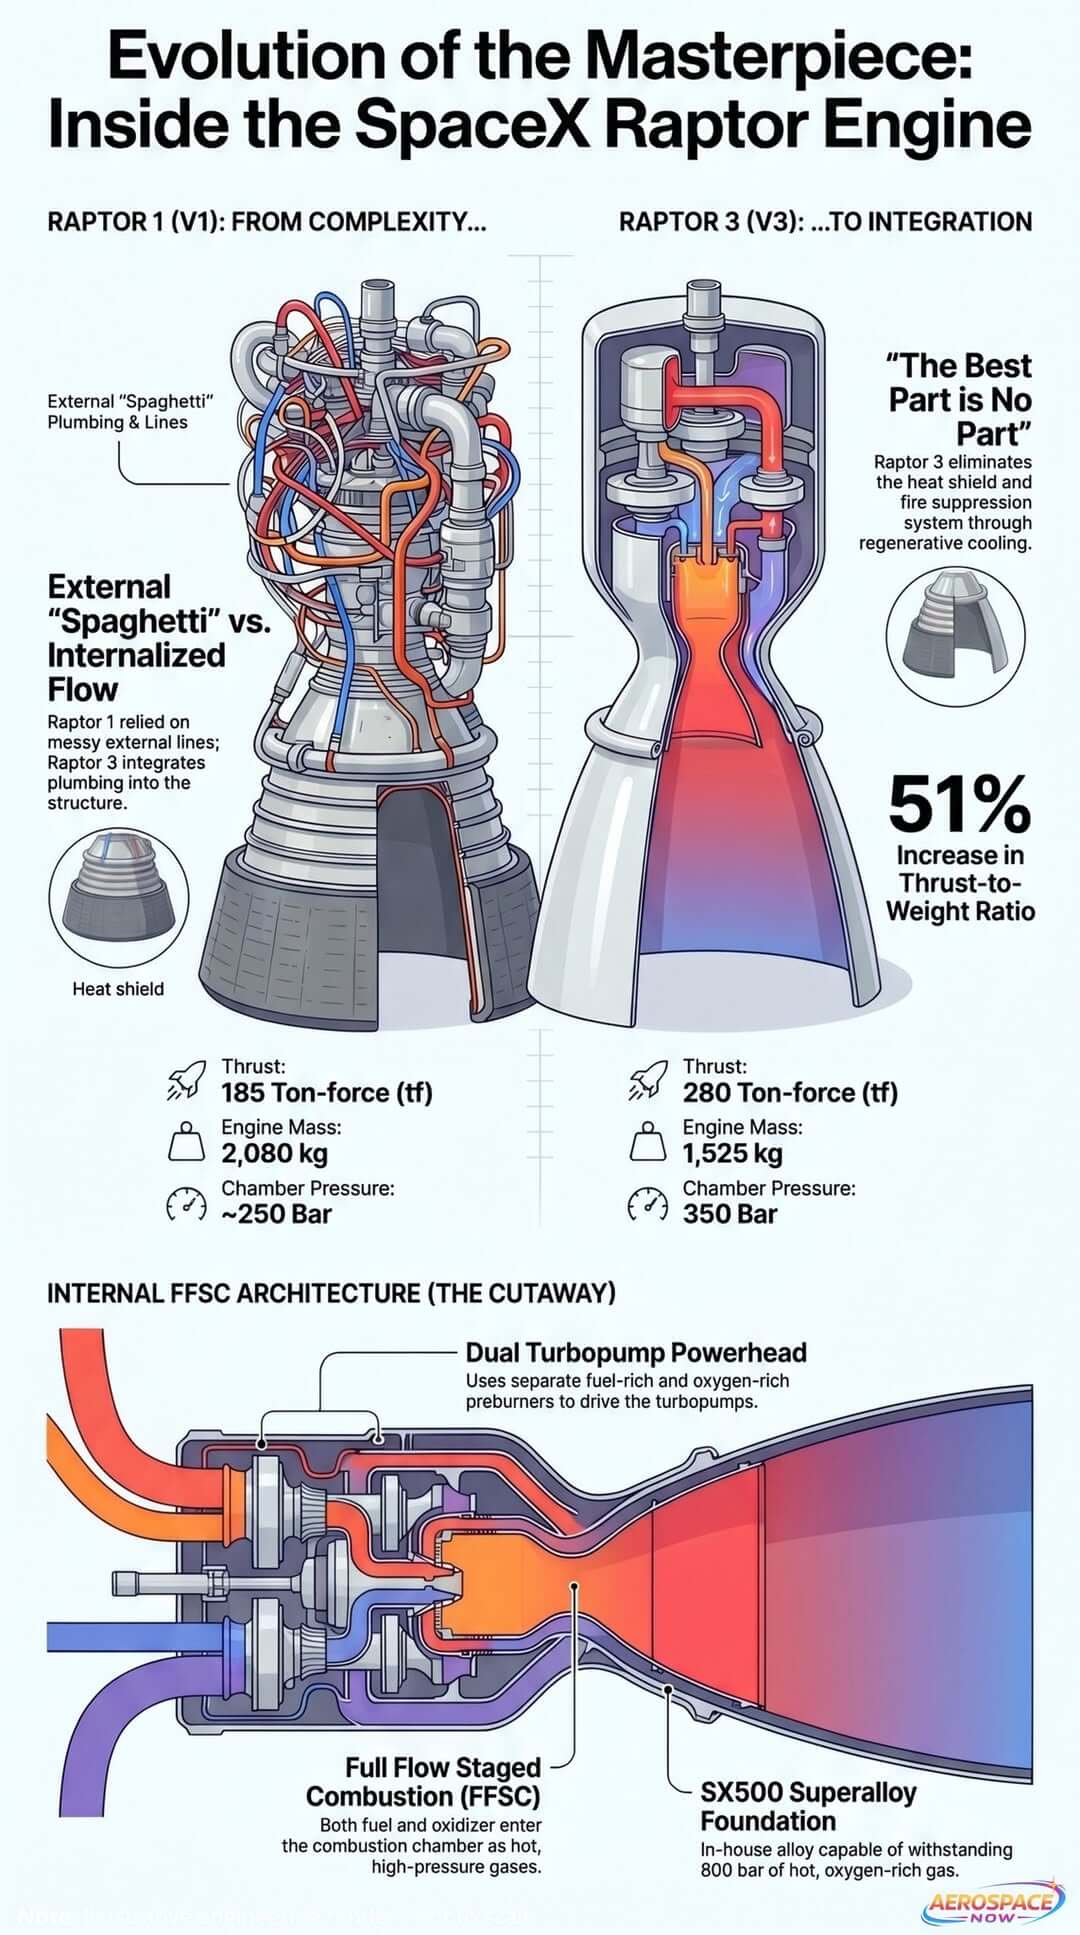 Evolution of the Masterpiece:
Inside the SpaceX Raptor Engine
RAPTOR 1 (V1): FROM COMPLEXITY...
RAPTOR 3 (V3): ...TO INTEGRATION
External “Spaghetti”
Plumbing & Lines
External
“Spaghetti” vs.
Internalized
Flow
Raptor 1 relied on
messy external lines;
Raptor 3 integrates
plumbing into the
structure.
Heat shield
“The Best
Part is No
Part”
Raptor 3 eliminates
the heat shield and
fire suppression
system through
regenerative cooling.
51%
Increase in
Thrust-to-
Weight Ratio
Thrust:
185 Ton-force (tf)
Engine Mass:
2,080 kg
Chamber Pressure:
~250 Bar
Thrust:
280 Ton-force (tf)
Engine Mass:
1,525 kg
Chamber Pressure:
350 Bar
INTERNAL FFSC ARCHITECTURE (THE CUTAWAY)
Dual Turbopump Powerhead
Uses separate fuel-rich and oxygen-rich
preburners to drive the turbopumps.
Full Flow Staged
Combustion (FFSC)
Both fuel and oxidizer enter
the combustion chamber as hot,
high-pressure gases.
SX500 Superalloy
Foundation
In-house alloy capable of withstanding
800 bar of hot, oxygen-rich gas.
AEROSPACE
NOW